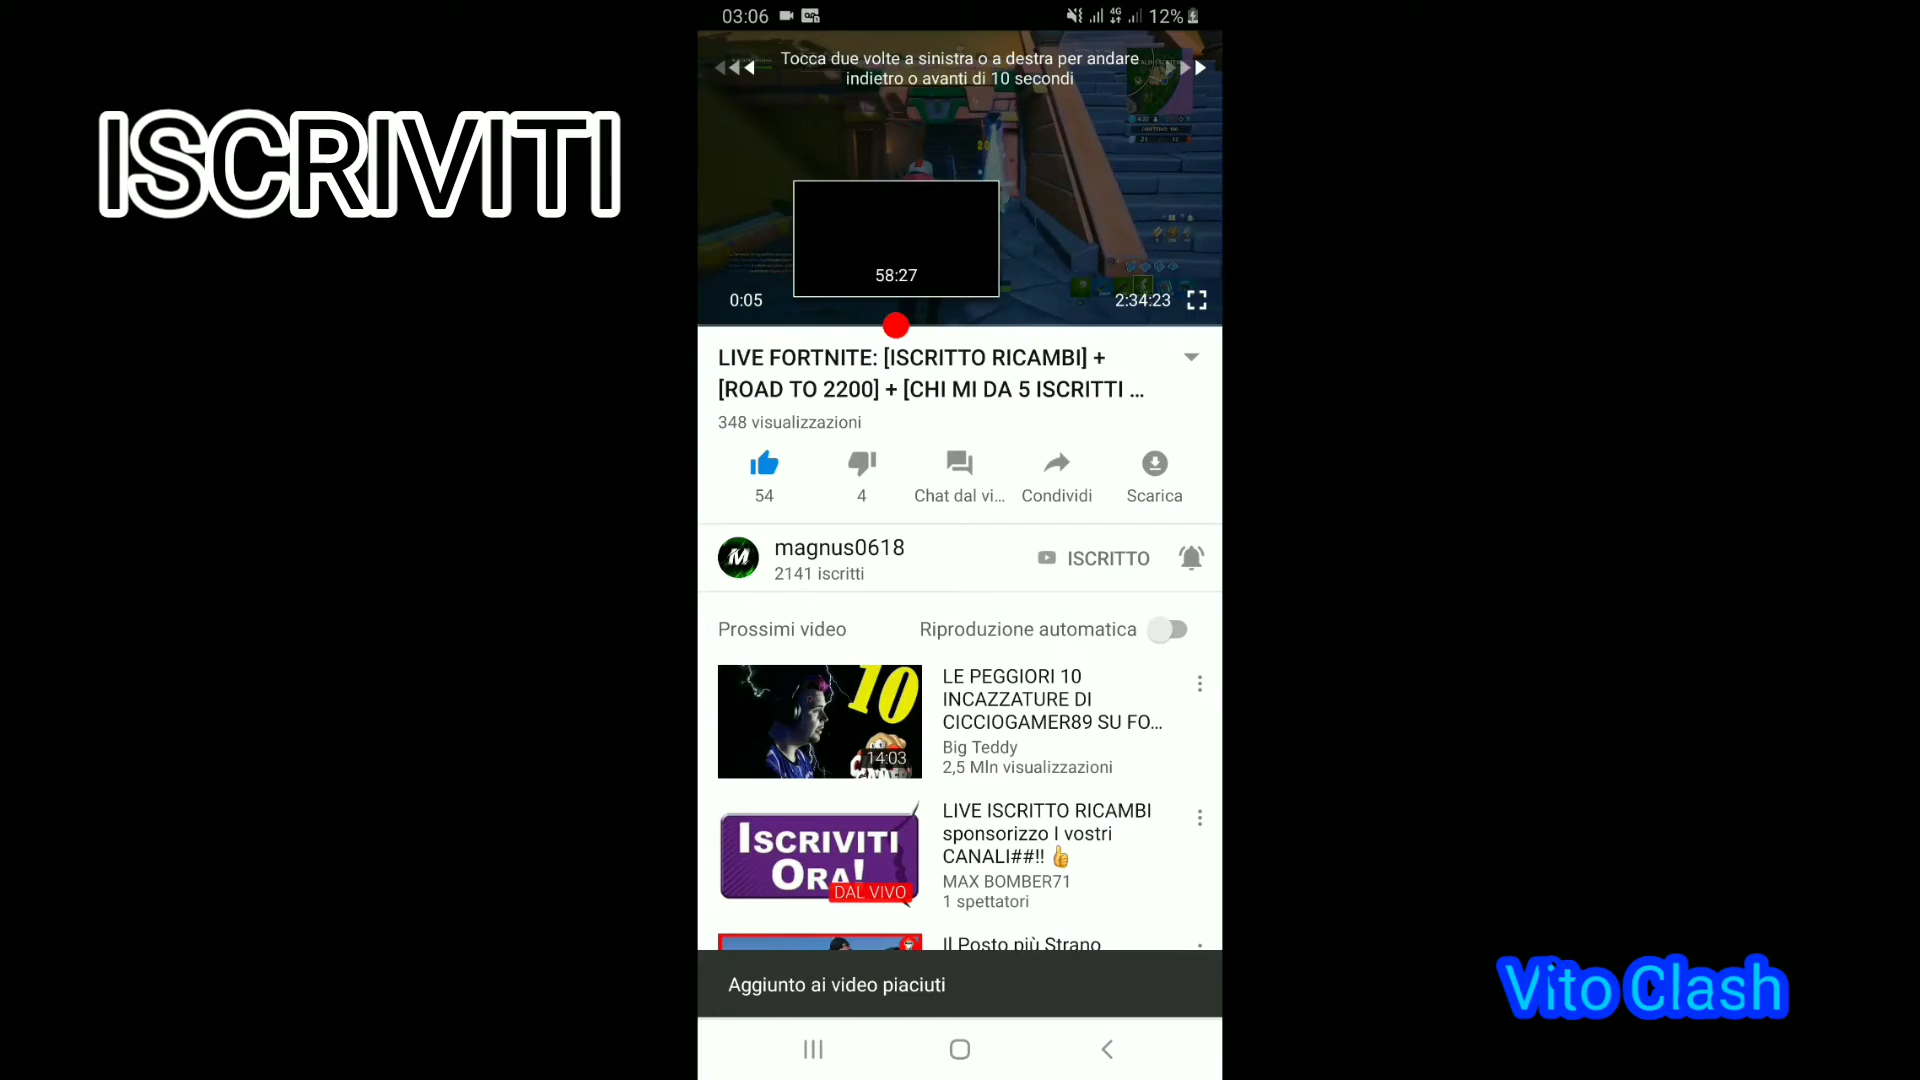 03:06
4G
12%
ISCRIVITI
Tocca due volte a sinistra o a destra per andare
indietro o avanti di 10 secondi
20
58:27
0:05
2:34:23
LIVE FORTNITE: [ISCRITTO RICAMBI] +
[ROAD TO 2200] + [CHI MI DA 5 ISCRITTI ...
348 visualizzazioni
54
4
Chat dal vi...
Condividi
Scarica
M
magnus0618
2141 iscritti
ISCRITTO
Prossimi video
Riproduzione automatica
10
14:03
LE PEGGIORI 10
INCAZZATURE DI
CICCIOGAMER89 SU FO...
Big Teddy
2,5 Mln visualizzazioni
ISCRIVITI
ORA!
DAL VIVO
LIVE ISCRITTO RICAMBI
sponsorizzo I vostri
CANALI##!! 👍
MAX BOMBER71
1 spettatori
Il Posto più Strano
Aggiunto ai video piaciuti
Vito Clash